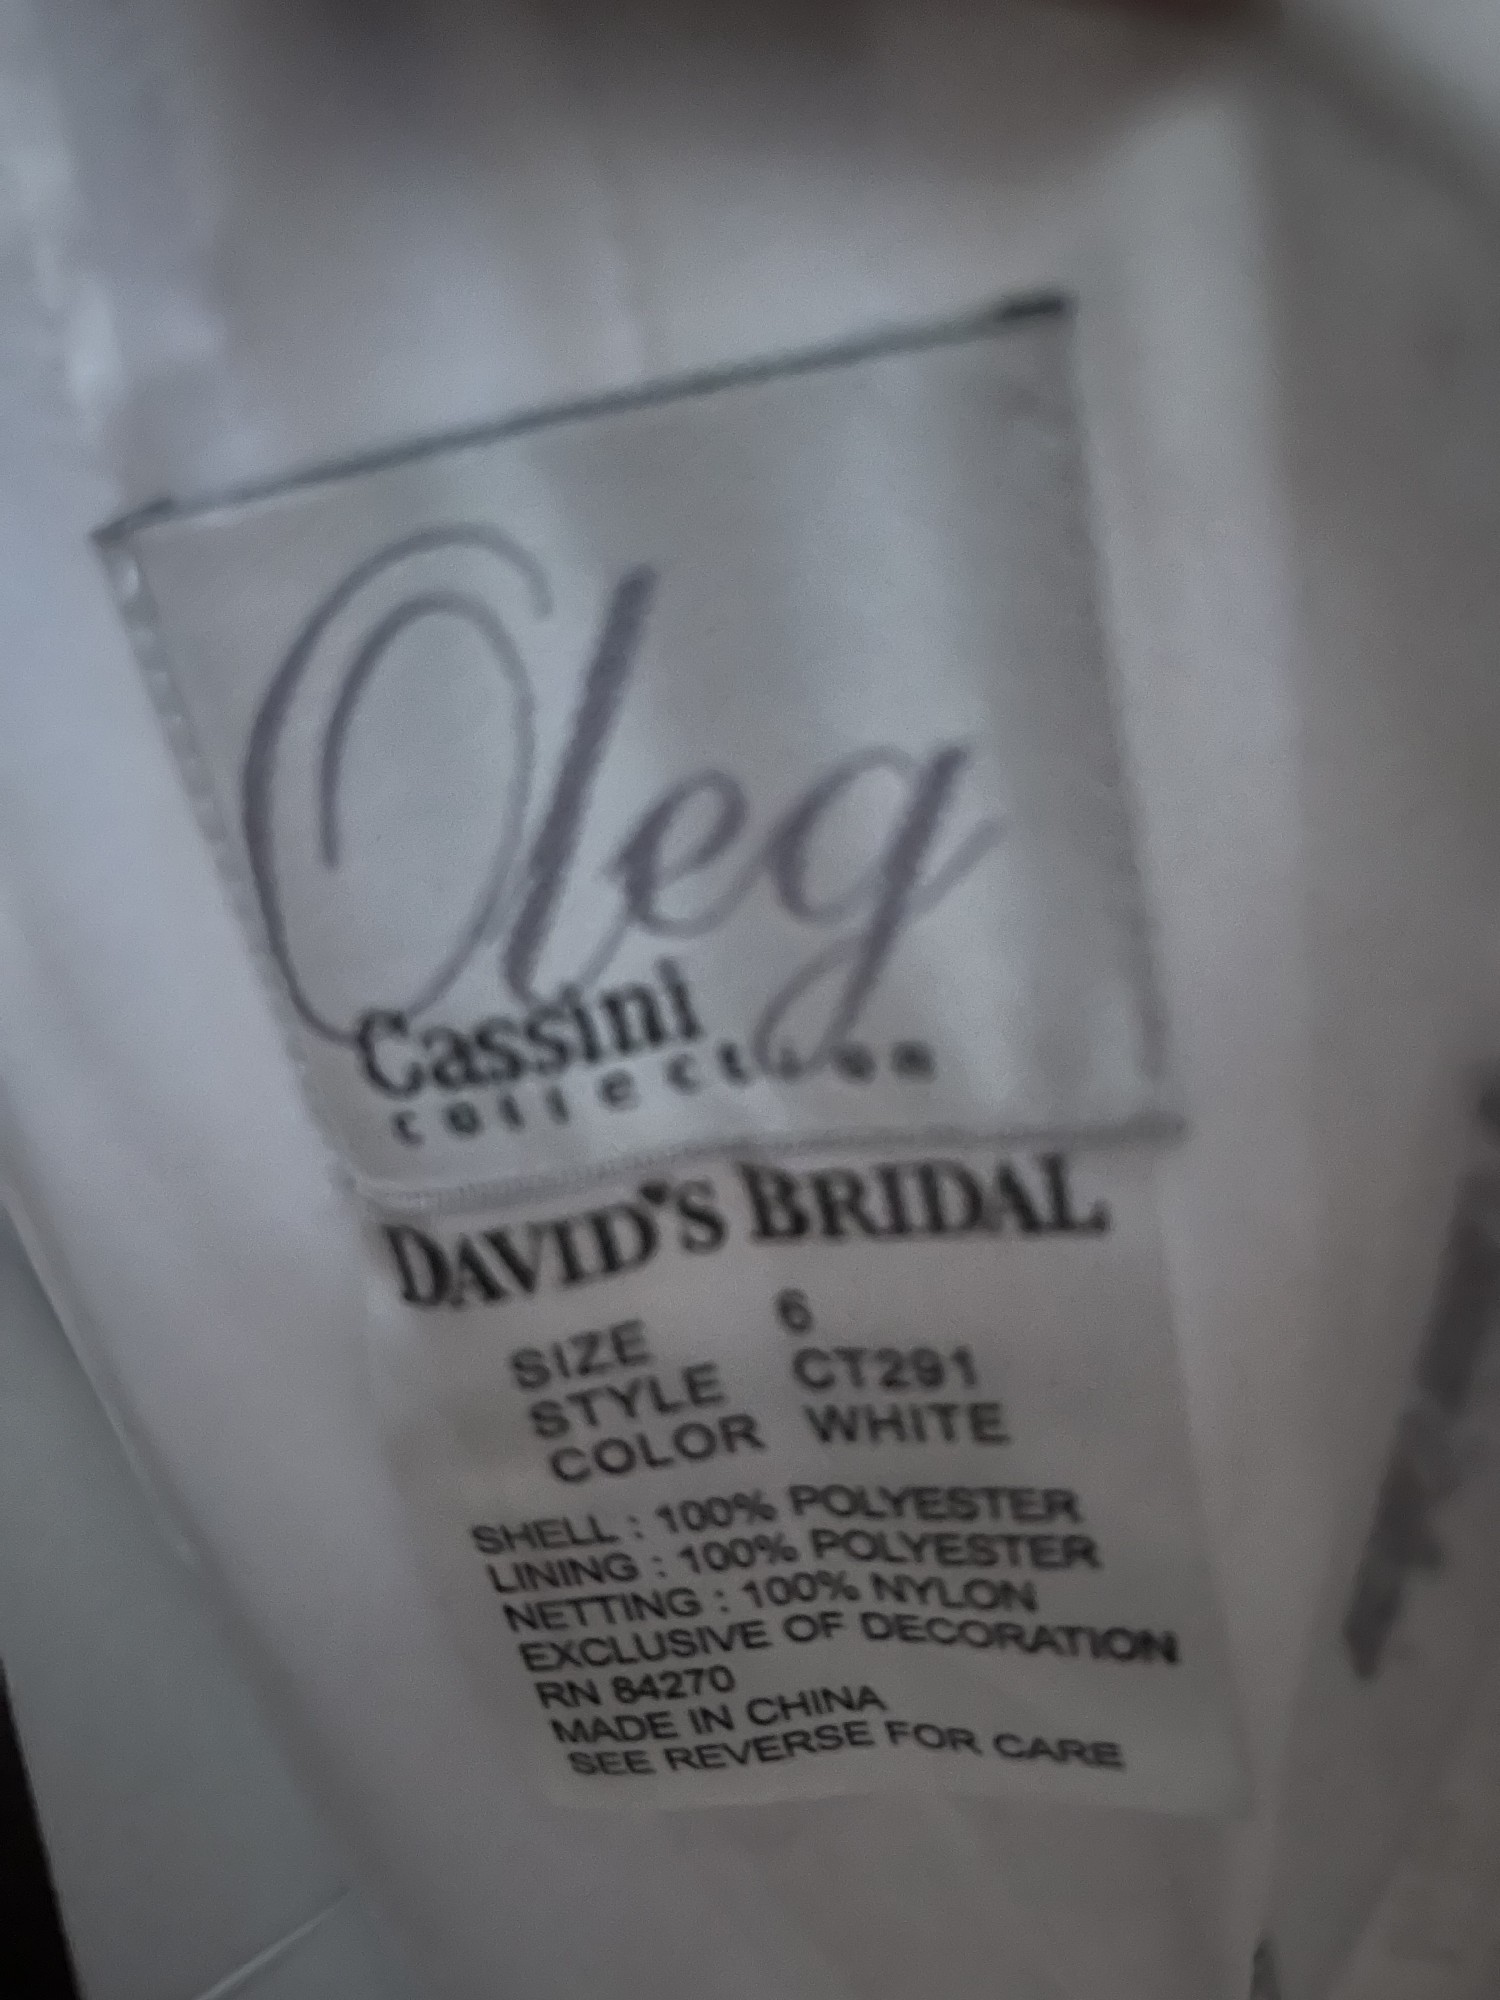 Oleg
Cassini
collection
DAVID'S BRIDAL
SIZE 6
STYLE CT291
COLOR WHITE
SHELL : 100% POLYESTER
LINING : 100% POLYESTER
NETTING : 100% NYLON
EXCLUSIVE OF DECORATION
RN 84270
MADE IN CHINA
SEE REVERSE FOR CARE